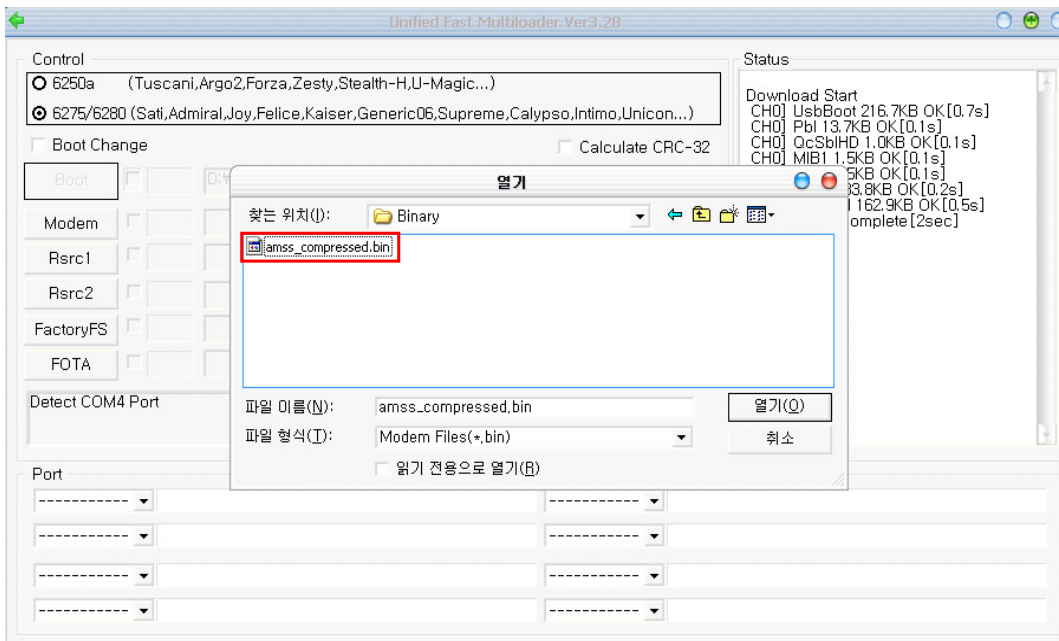 Unified Fast Multiloader Ver3.28
Control
6250a (Tuscani,Argo2,Forza,Zesty,Stealth-H,U-Magic...)
6275/6280 (Sati,Admiral,Joy,Felice,Kaiser,Generic06,Supreme,Calypso,Intimo,Unicon...)
Boot Change
Calculate CRC-32
Boot
D:₩
Modem
Rsrc1
Rsrc2
FactoryFS
FOTA
Detect COM4 Port
Status
Download Start
CH0] UsbBoot 216.7KB OK[0.7s]
CH0] Pbl 13.7KB OK[0.1s]
CH0] QcSblHD 1.0KB OK[0.1s]
CH0] MIB1 1.5KB OK[0.1s]
5KB OK[0.1s]
3.8KB OK[0.2s]
162.9KB OK[0.5s]
omplete[2sec]
열기
찾는 위치(I):
Binary
amss_compressed.bin
파일 이름(N):
amss_compressed.bin
열기(O)
파일 형식(T):
Modem Files(*.bin)
취소
읽기 전용으로 열기(R)
Port
----------- -----------
----------- -----------
----------- -----------
----------- -----------